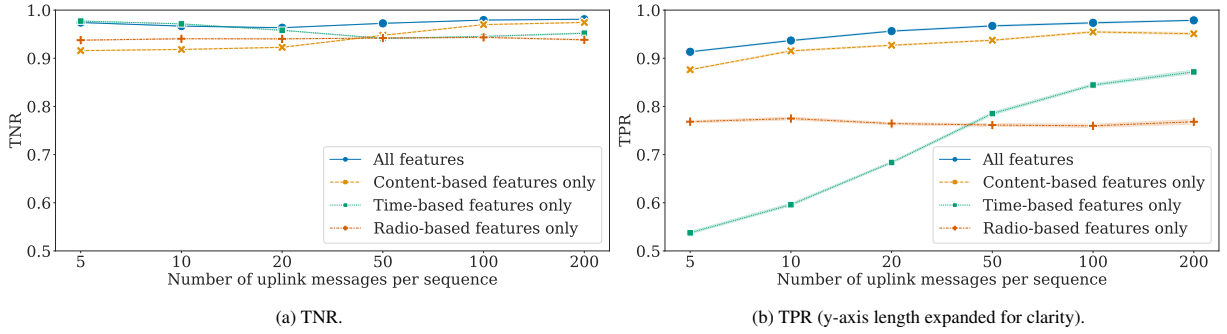 1.0
0.9
0.8
0.7
0.6
0.5
TNR
5 10 20 50 100 200
Number of uplink messages per sequence
All features
Content-based features only
Time-based features only
Radio-based features only
(a) TNR.
1.0
0.9
0.8
0.7
0.6
0.5
TPR
5 10 20 50 100 200
Number of uplink messages per sequence
All features
Content-based features only
Time-based features only
Radio-based features only
(b) TPR (y-axis length expanded for clarity).